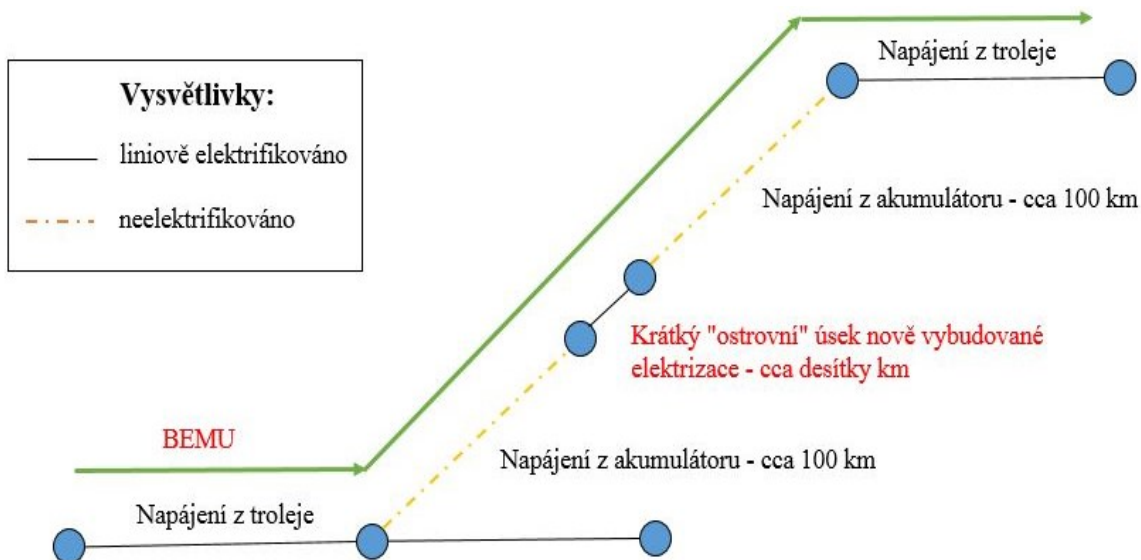 Napájení z troleje
Vysvětlivky:
liniově elektrifikováno
neelektrifikováno
Napájení z akumulátoru - cca 100 km
Krátký "ostrovní" úsek nově vybudované
elektrizace - cca desítky km
BEMU
Napájení z akumulátoru - cca 100 km
Napájení z troleje